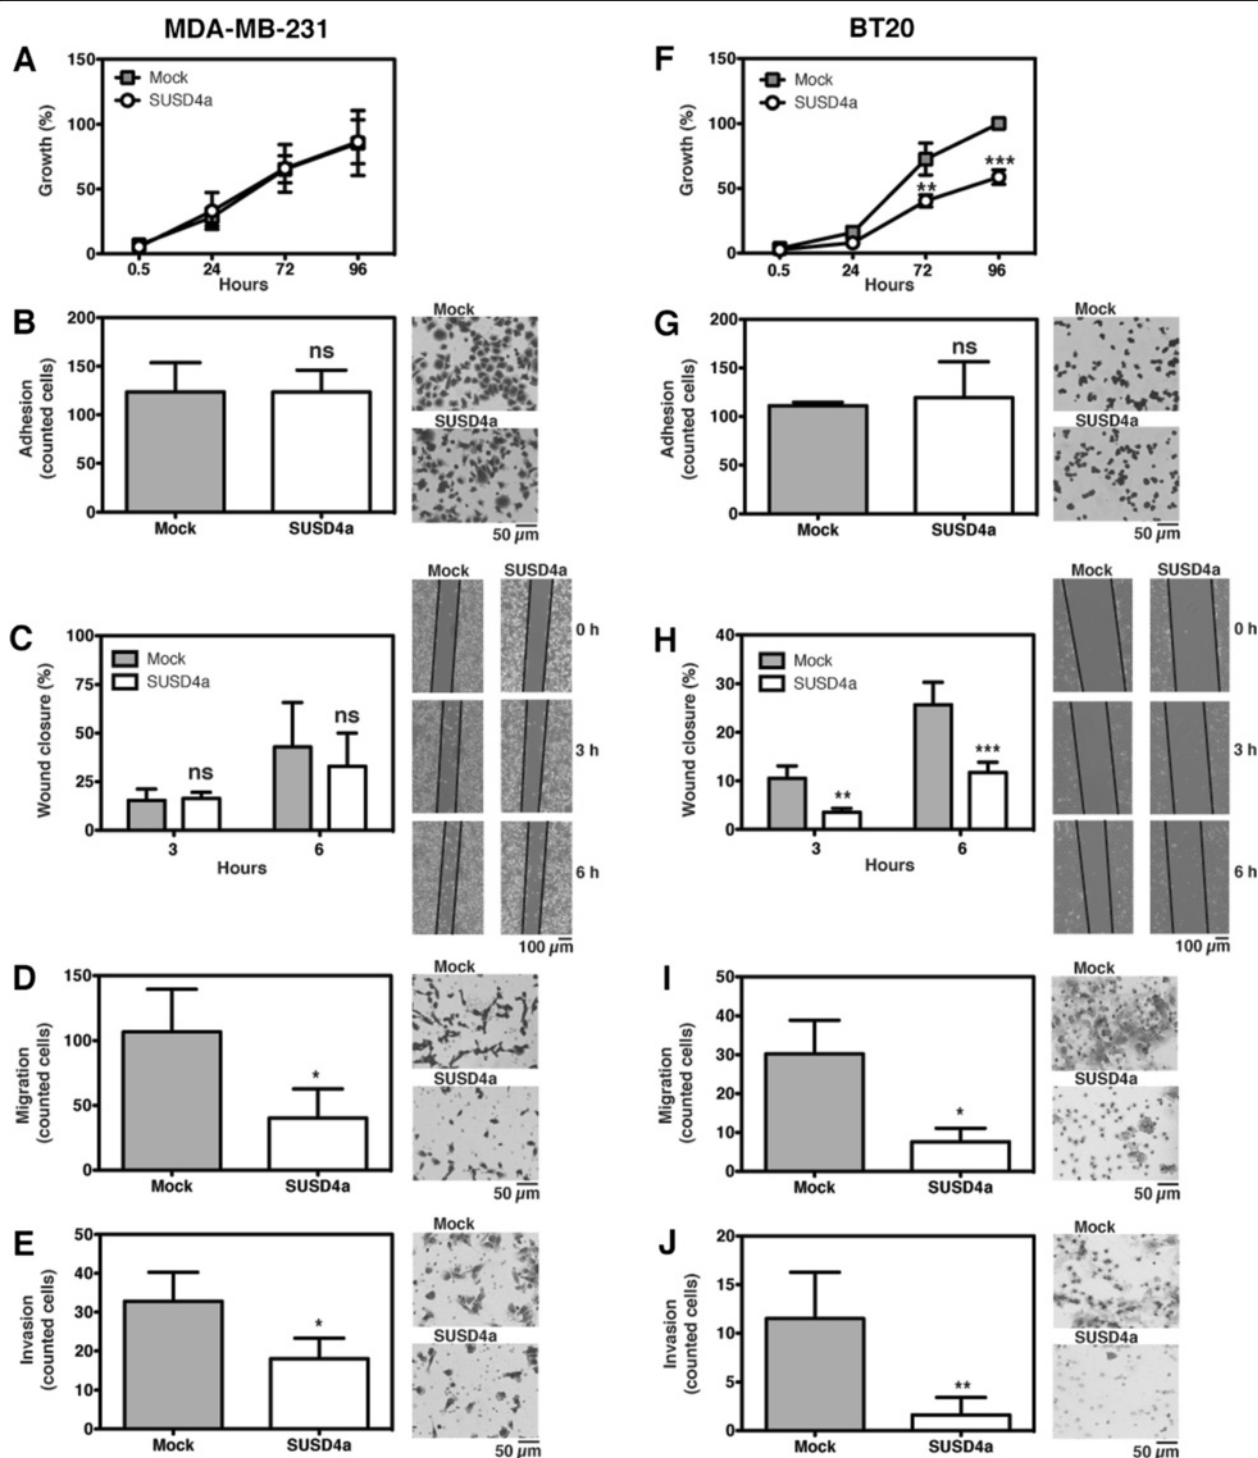 MDA-MB-231
BT20
A
150
100
50
0
Growth (%)
Mock
SUSD4a
0.5 24 72 96
Hours
F
150
100
50
0
Growth (%)
Mock
SUSD4a
**
***
0.5 24 72 96
Hours
B
200
150
100
50
0
Adhesion
(counted cells)
ns
Mock SUSD4a
Mock
SUSD4a
50 µm
G
200
150
100
50
0
Adhesion
(counted cells)
ns
Mock SUSD4a
Mock
SUSD4a
50 µm
C
100
75
50
25
0
Wound closure (%)
Mock
SUSD4a
ns
ns
3 6
Hours
Mock SUSD4a
0 h
3 h
6 h
100 µm
H
40
30
20
10
0
Wound closure (%)
Mock
SUSD4a
**
***
3 6
Hours
Mock SUSD4a
0 h
3 h
6 h
100 µm
D
150
100
50
0
Migration
(counted cells)
*
Mock SUSD4a
Mock
SUSD4a
50 µm
I
50
40
30
20
10
0
Migration
(counted cells)
*
Mock SUSD4a
Mock
SUSD4a
50 µm
E
50
40
30
20
10
0
Invasion
(counted cells)
*
Mock SUSD4a
Mock
SUSD4a
50 µm
J
20
15
10
5
0
Invasion
(counted cells)
**
Mock SUSD4a
Mock
SUSD4a
50 µm